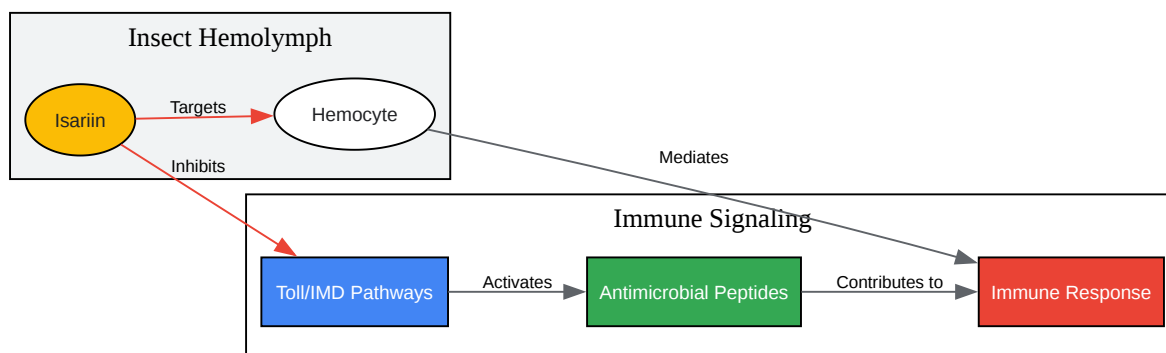 Insect Hemolymph
Isariin
Targets
Hemocyte
Inhibits
Mediates
Immune Signaling
Toll/IMD Pathways
Activates
Antimicrobial Peptides
Contributes to
Immune Response